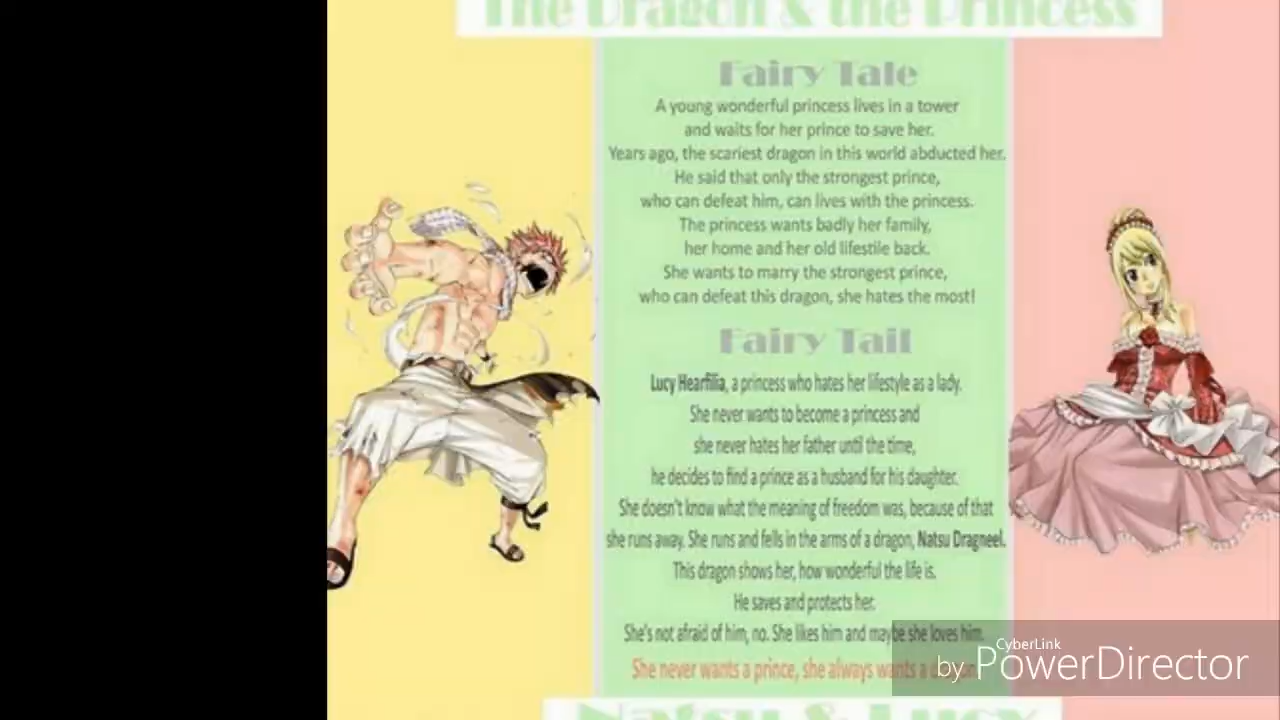 The Dragon & the Princess
Fairy Tale
A young wonderful princess lives in a tower
and waits for her prince to save her.
Years ago, the scariest dragon in this world abducted her.
He said that only the strongest prince,
who can defeat him, can lives with the princess.
The princess wants badly her family,
her home and her old lifestile back.
She wants to marry the strongest prince,
who can defeat this dragon, she hates the most!
Fairy Tail
Lucy Hearfilia, a princess who hates her lifestyle as a lady.
She never wants to become a princess and
she never hates her father until the time,
he decides to find a prince as a husband for his daughter.
She doesn't know what the meaning of freedom was, because of that
she runs away. She runs and fells in the arms of a dragon, Natsu Dragneel.
This dragon shows her, how wonderful the life is.
He saves and protects her.
She's not afraid of him, no. She likes him and maybe she loves him.
She never wants a prince, she always wants a dragon
CyberLink
by PowerDirector
Natsu & Lucy